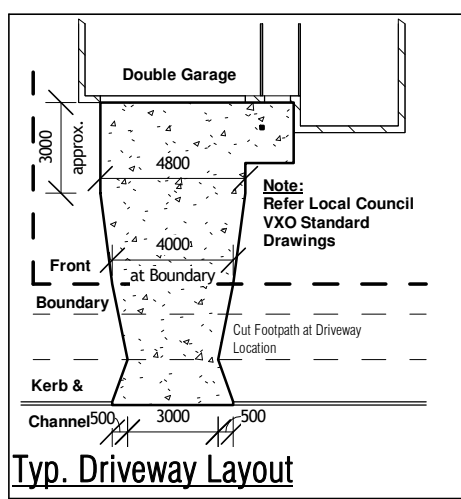 Double Garage
3000
approx.
4800
Note:
Refer Local Council
VXO Standard
Drawings
4000
Front
at Boundary
Boundary
Cut Footpath at Driveway
Location
Kerb &
Channel
500
3000
500
Typ. Driveway Layout